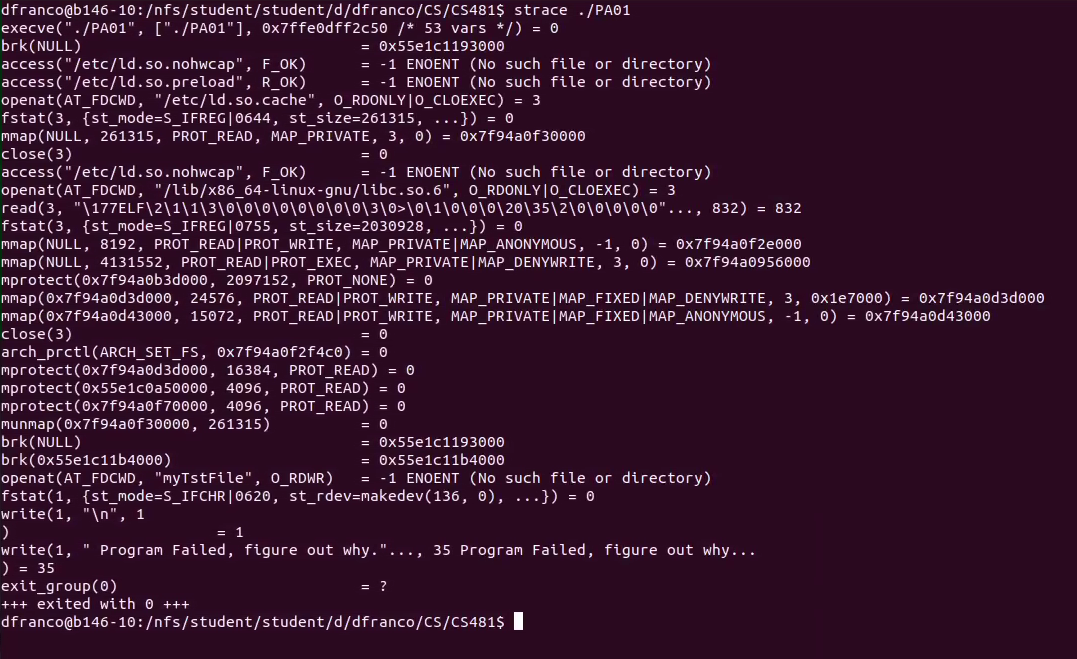 dfranco@b146-10:/nfs/student/student/d/dfranco/CS/CS481$ strace ./PA01
execve("./PA01", ["./PA01"], 0x7ffe0dff2c50 /* 53 vars */) = 0
brk(NULL)                               = 0x55e1c1193000
access("/etc/ld.so.nohwcap", F_OK)      = -1 ENOENT (No such file or directory)
access("/etc/ld.so.preload", R_OK)      = -1 ENOENT (No such file or directory)
openat(AT_FDCWD, "/etc/ld.so.cache", O_RDONLY|O_CLOEXEC) = 3
fstat(3, {st_mode=S_IFREG|0644, st_size=261315, ...}) = 0
mmap(NULL, 261315, PROT_READ, MAP_PRIVATE, 3, 0) = 0x7f94a0f30000
close(3)                                = 0
access("/etc/ld.so.nohwcap", F_OK)      = -1 ENOENT (No such file or directory)
openat(AT_FDCWD, "/lib/x86_64-linux-gnu/libc.so.6", O_RDONLY|O_CLOEXEC) = 3
read(3, "\177ELF\2\1\1\3\0\0\0\0\0\0\0\0\3\0>\0\1\0\0\0\20\35\2\0\0\0\0\0"..., 832) = 832
fstat(3, {st_mode=S_IFREG|0755, st_size=2030928, ...}) = 0
mmap(NULL, 8192, PROT_READ|PROT_WRITE, MAP_PRIVATE|MAP_ANONYMOUS, -1, 0) = 0x7f94a0f2e000
mmap(NULL, 4131552, PROT_READ|PROT_EXEC, MAP_PRIVATE|MAP_DENYWRITE, 3, 0) = 0x7f94a0956000
mprotect(0x7f94a0b3d000, 2097152, PROT_NONE) = 0
mmap(0x7f94a0d3d000, 24576, PROT_READ|PROT_WRITE, MAP_PRIVATE|MAP_FIXED|MAP_DENYWRITE, 3, 0x1e7000) = 0x7f94a0d3d000
mmap(0x7f94a0d43000, 15072, PROT_READ|PROT_WRITE, MAP_PRIVATE|MAP_FIXED|MAP_ANONYMOUS, -1, 0) = 0x7f94a0d43000
close(3)                                = 0
arch_prctl(ARCH_SET_FS, 0x7f94a0f2f4c0) = 0
mprotect(0x7f94a0d3d000, 16384, PROT_READ) = 0
mprotect(0x55e1c0a50000, 4096, PROT_READ) = 0
mprotect(0x7f94a0f70000, 4096, PROT_READ) = 0
munmap(0x7f94a0f30000, 261315)          = 0
brk(NULL)                               = 0x55e1c1193000
brk(0x55e1c11b4000)                     = 0x55e1c11b4000
openat(AT_FDCWD, "myTstFile", O_RDWR)   = -1 ENOENT (No such file or directory)
fstat(1, {st_mode=S_IFCHR|0620, st_rdev=makedev(136, 0), ...}) = 0
write(1, "\n", 1
)                       = 1
write(1, " Program Failed, figure out why."..., 35 Program Failed, figure out why...
) = 35
exit_group(0)                           = ?
+++ exited with 0 +++
dfranco@b146-10:/nfs/student/student/d/dfranco/CS/CS481$